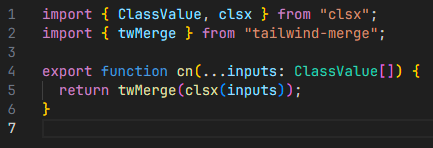 1 import { ClassValue, clsx } from "clsx";
2 import { twMerge } from "tailwind-merge";
3
4 export function cn(...inputs: ClassValue[]) {
5   return twMerge(clsx(inputs));
6 }
7